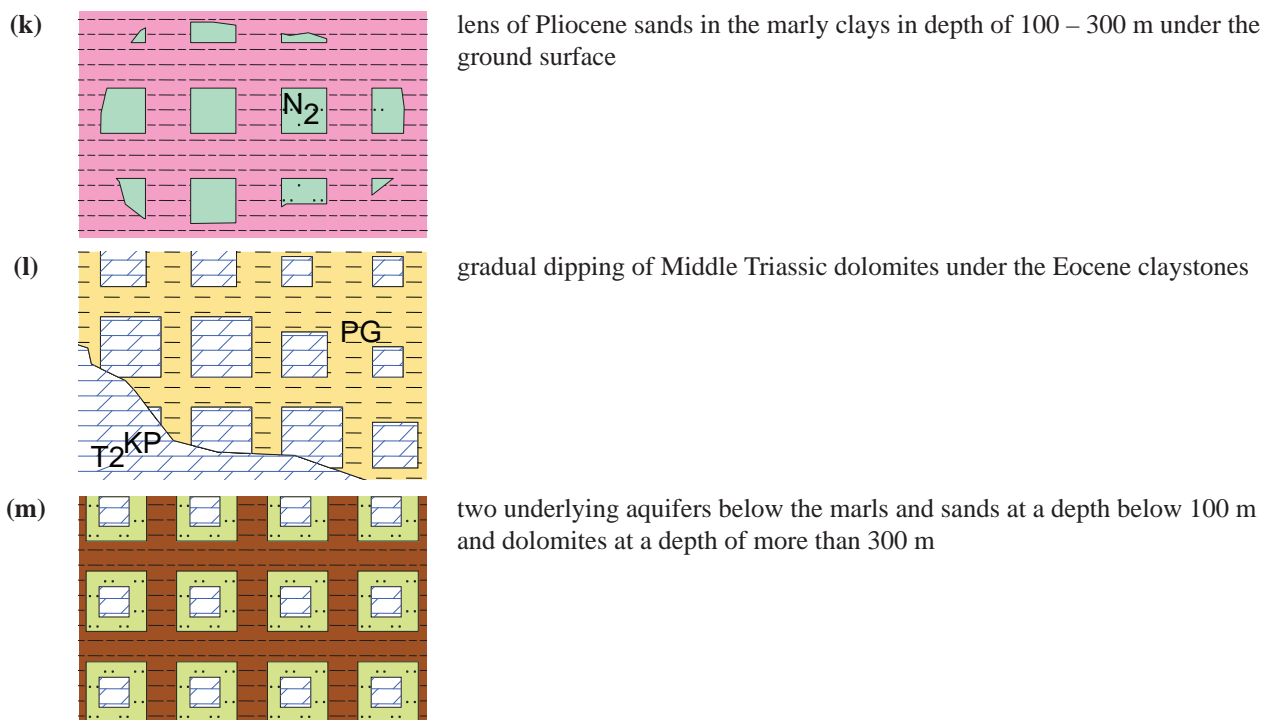 (k)
lens of Pliocene sands in the marly clays in depth of 100 – 300 m under the
ground surface
N2
(l)
gradual dipping of Middle Triassic dolomites under the Eocene claystones
PG
T2KP
(m)
two underlying aquifers below the marls and sands at a depth below 100 m
and dolomites at a depth of more than 300 m